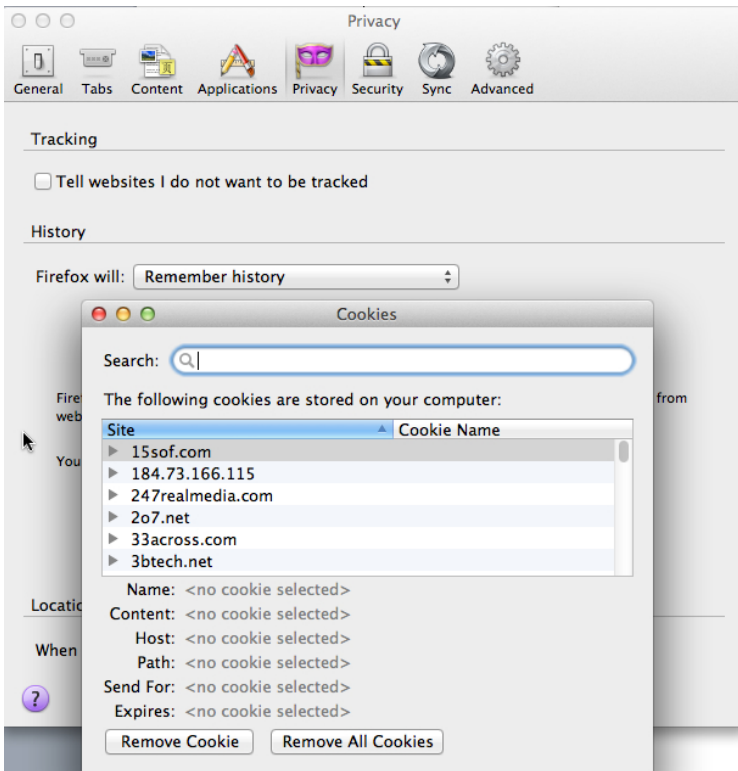 Privacy
General Tabs Content Applications Privacy Security Sync Advanced
Tracking
Tell websites I do not want to be tracked
History
Firefox will: Remember history
Cookies
Search:
The following cookies are stored on your computer:
Site Cookie Name
15sof.com
184.73.166.115
247realmedia.com
2o7.net
33across.com
3btech.net
Name: <no cookie selected>
Content: <no cookie selected>
Host: <no cookie selected>
Path: <no cookie selected>
Send For: <no cookie selected>
Expires: <no cookie selected>
Remove Cookie Remove All Cookies
from
You
When
?